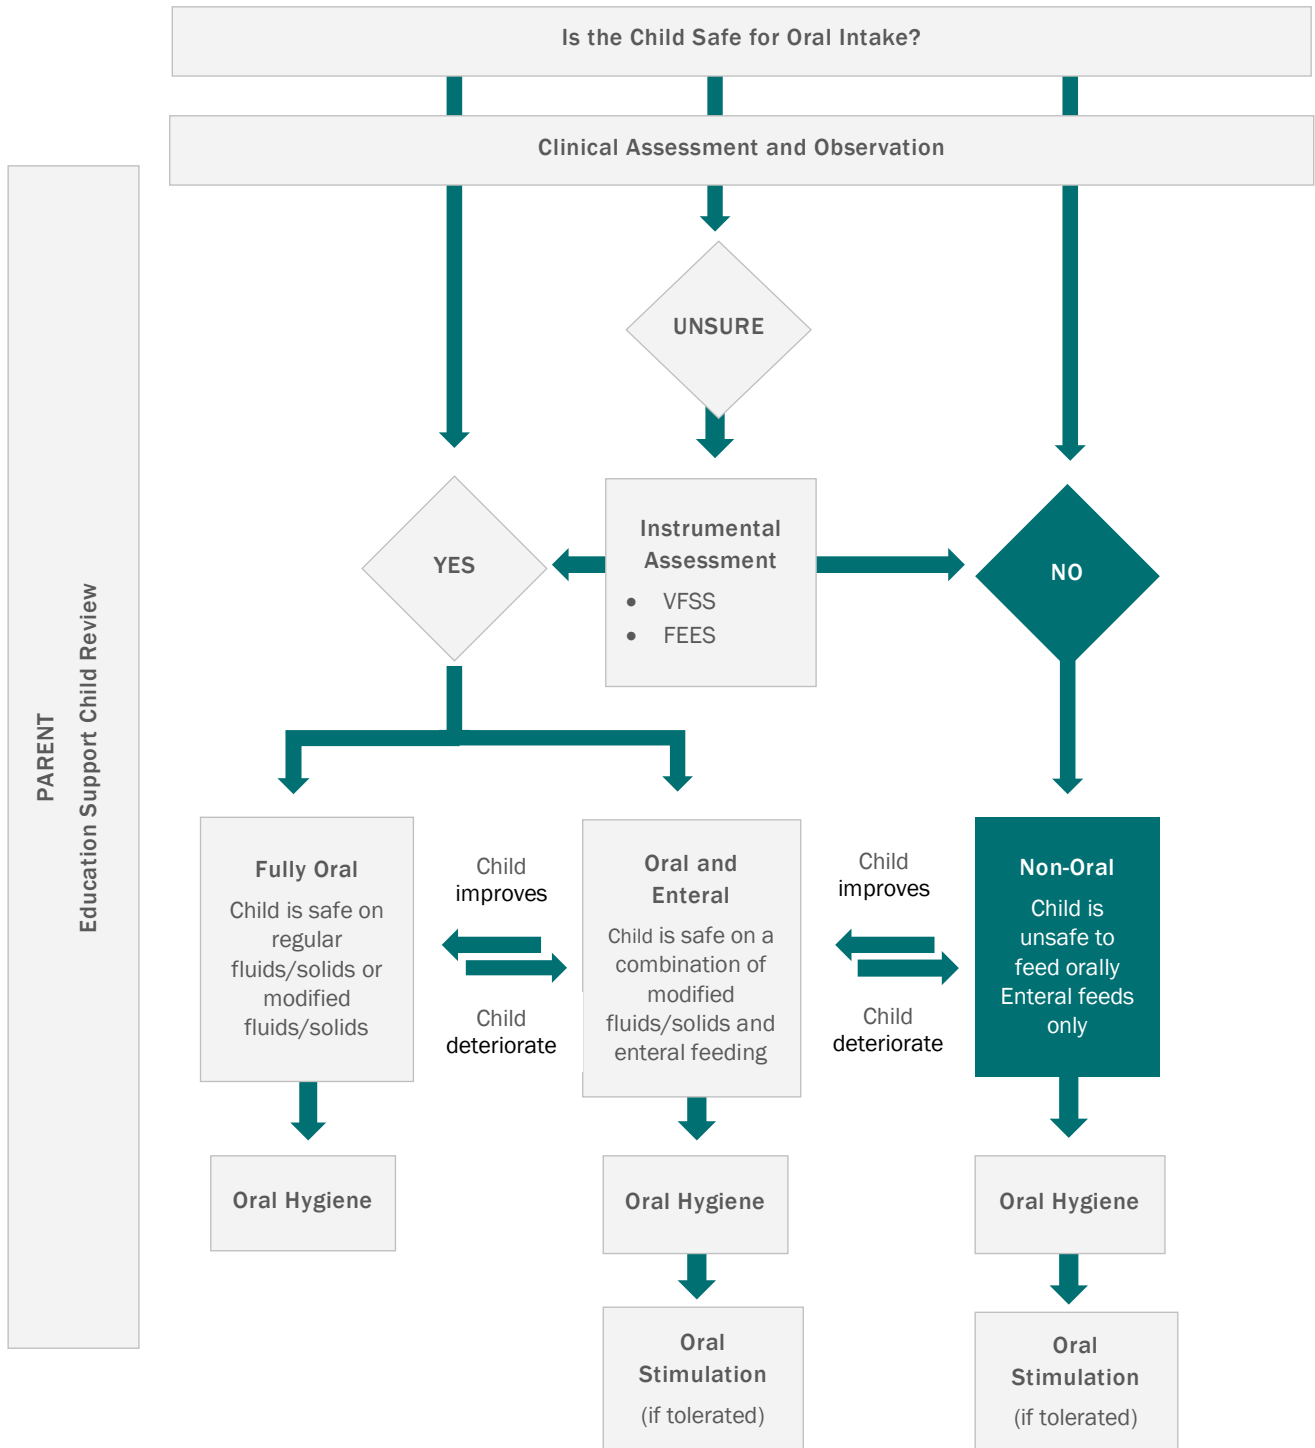 Is the Child Safe for Oral Intake?
Clinical Assessment and Observation
PARENT
Education Support Child Review
UNSURE
YES
Instrumental
Assessment
• VFSS
• FEES
NO
Fully Oral
Child is safe on
regular
fluids/solids or
modified
fluids/solids
Child
improves
Child
deteriorate
Oral and
Enteral
Child is safe on a
combination of
modified
fluids/solids and
enteral feeding
Child
improves
Child
deteriorate
Non-Oral
Child is
unsafe to
feed orally
Enteral feeds
only
Oral Hygiene
Oral Hygiene
Oral Hygiene
Oral
Stimulation
(if tolerated)
Oral
Stimulation
(if tolerated)